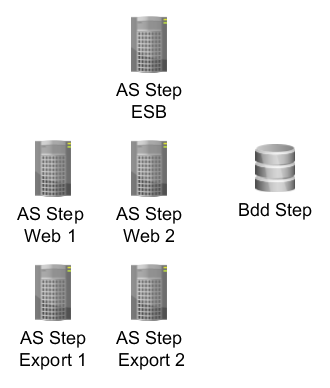 AS Step
ESB
AS Step
Web 1
AS Step
Web 2
Bdd Step
AS Step
Export 1
AS Step
Export 2